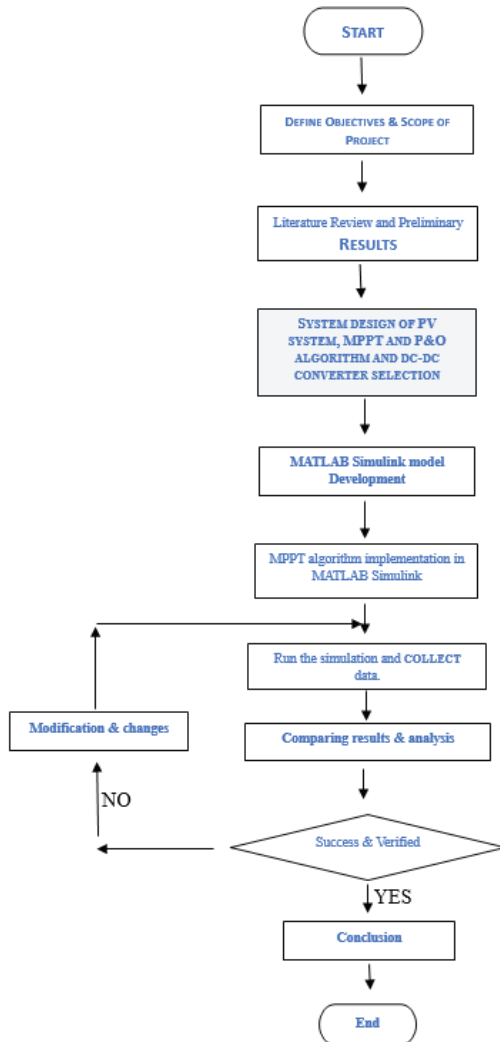 START
DEFINE OBJECTIVES & SCOPE OF
PROJECT
Literature Review and Preliminary
RESULTS
SYSTEM DESIGN OF PV
SYSTEM, MPPT AND P&O
ALGORITHM AND DC-DC
CONVERTER SELECTION
MATLAB Simulink model
Development
MPPT algorithm implementation in
MATLAB Simulink
Run the simulation and COLLECT
data.
Modification & changes
Comparing results & analysis
NO
Success & Verified
YES
Conclusion
End